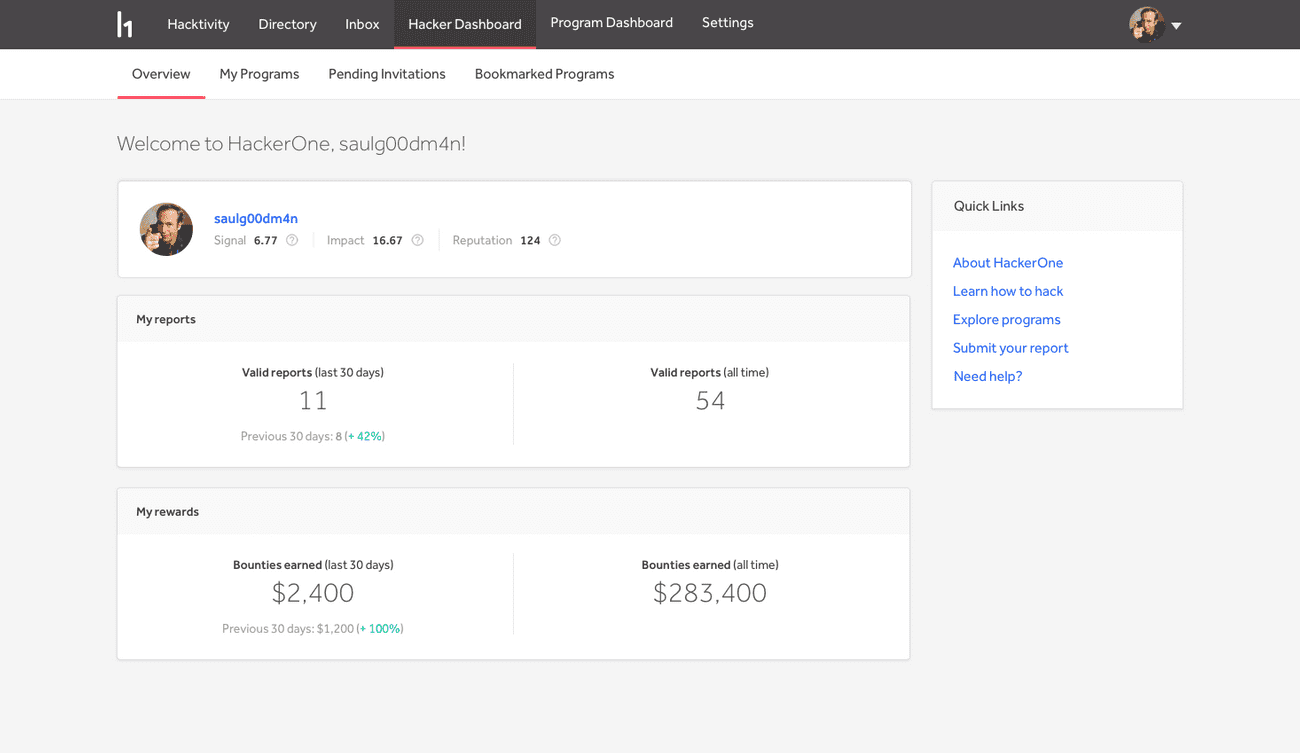 h1 Hacktivity Directory Inbox Hacker Dashboard Program Dashboard Settings
Overview My Programs Pending Invitations Bookmarked Programs
Welcome to HackerOne, saulg00dm4n!
saulg00dm4n
Signal 6.77 ? Impact 16.67 ? Reputation 124 ?
Quick Links
About HackerOne
Learn how to hack
Explore programs
Submit your report
Need help?
My reports
Valid reports (last 30 days) Valid reports (all time)
11 54
Previous 30 days: 8 (+ 42%)
My rewards
Bounties earned (last 30 days) Bounties earned (all time)
$2,400 $283,400
Previous 30 days: $1,200 (+ 100%)